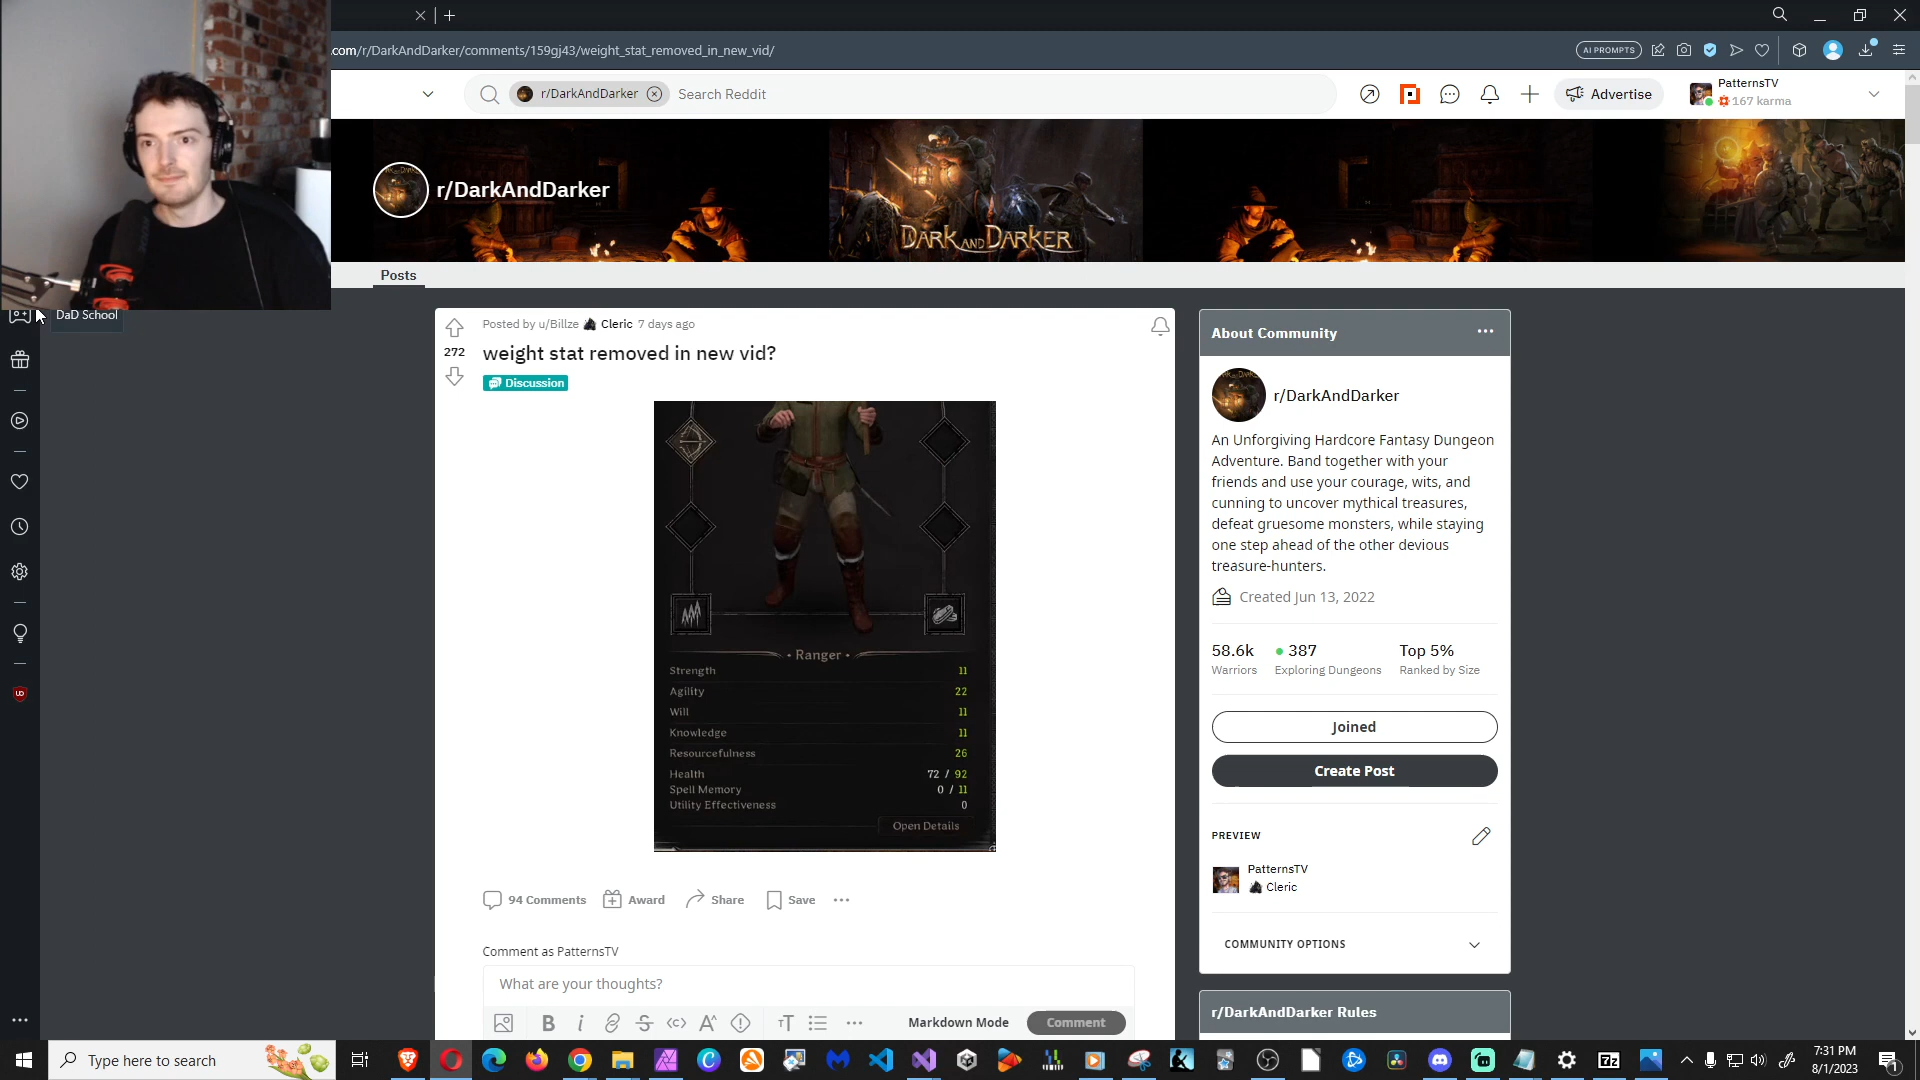 .com/r/DarkAndDarker/comments/159gj43/weight_stat_removed_in_new_vid/
AI PROMPTS
r/DarkAndDarker
Search Reddit
Advertise
PatternsTV
167 karma
r/DarkAndDarker
DARK AND DARKER
Posts
DaD School
Posted by u/Billze Cleric 7 days ago
272
weight stat removed in new vid?
Discussion
Ranger
Strength 11
Agility 22
Will 11
Knowledge 11
Resourcefulness 26
Health 72 / 92
Spell Memory 0 / 11
Utility Effectiveness 0
Open Details
94 Comments Award Share Save
Comment as PatternsTV
What are your thoughts?
Markdown Mode
Comment
About Community
r/DarkAndDarker
An Unforgiving Hardcore Fantasy Dungeon
Adventure. Band together with your
friends and use your courage, wits, and
cunning to uncover mythical treasures,
defeat gruesome monsters, while staying
one step ahead of the other devious
treasure-hunters.
Created Jun 13, 2022
58.6k 387 Top 5%
Warriors Exploring Dungeons Ranked by Size
Joined
Create Post
PREVIEW
PatternsTV
Cleric
COMMUNITY OPTIONS
r/DarkAndDarker Rules
Type here to search
7:31 PM
8/1/2023